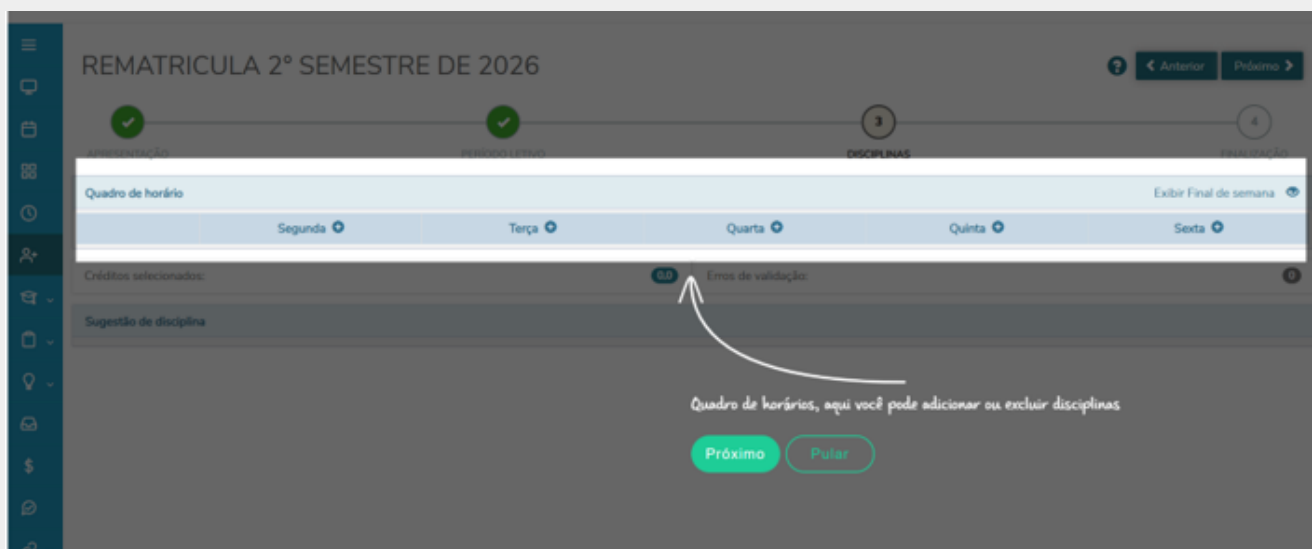 REMATRICULA 2º SEMESTRE DE 2026
Anterior
Próximo
3
4
APRESENTAÇÃO
PERÍODO LETIVO
DISCIPLINAS
FINALIZAÇÃO
Quadro de horário
Exibir Final de semana
Segunda
Terça
Quarta
Quinta
Sexta
Créditos selecionados:
0.0
Erros de validação:
0
Sugestão de disciplina
Quadro de horários, aqui você pode adicionar ou excluir disciplinas
Próximo
Pular